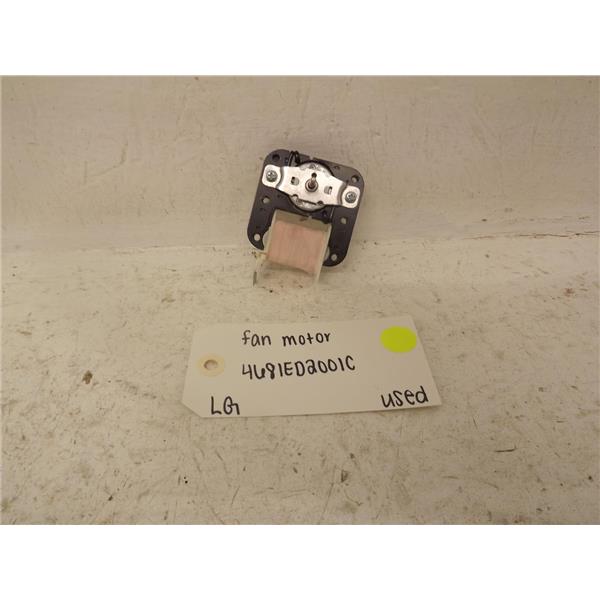 fan motor
4681ED2001C
LG
used